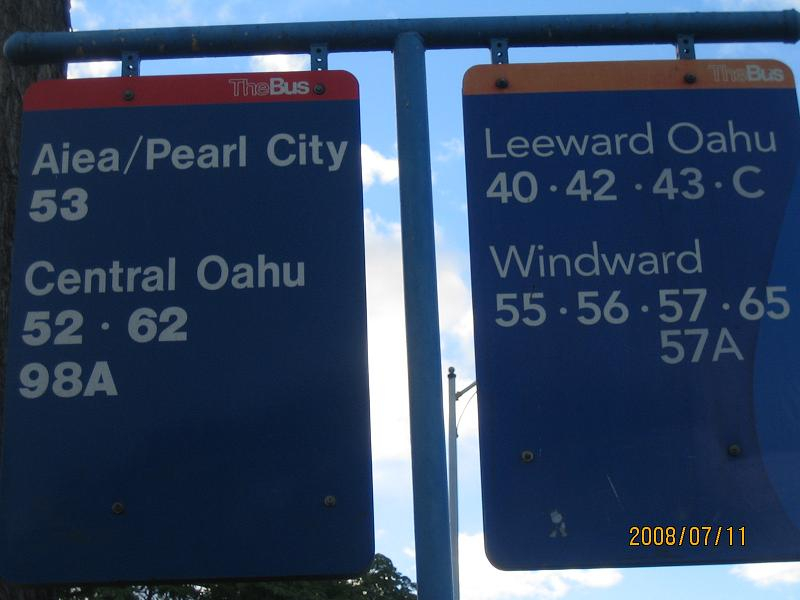 TheBus
Aiea/Pearl City
53
Central Oahu
52 · 62
98A
TheBus
Leeward Oahu
40 · 42 · 43 · C
Windward
55 · 56 · 57 · 65
57A
2008/07/11